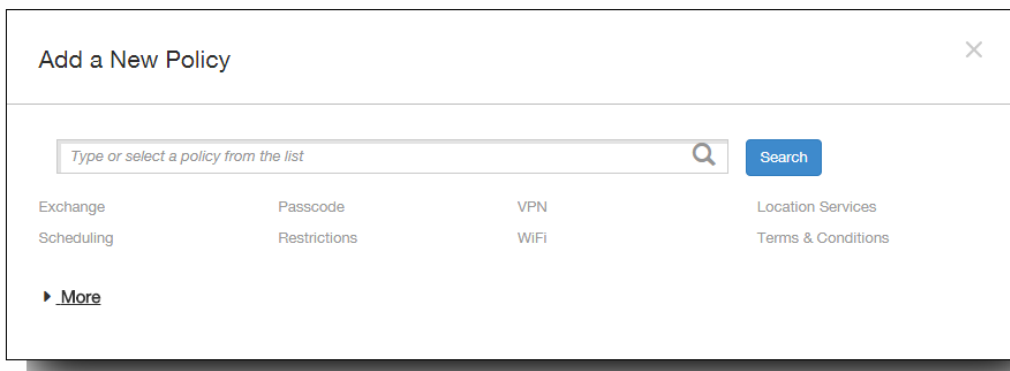 Add a New Policy
Type or select a policy from the list
Search
Exchange Passcode VPN Location Services
Scheduling Restrictions WiFi Terms & Conditions
More